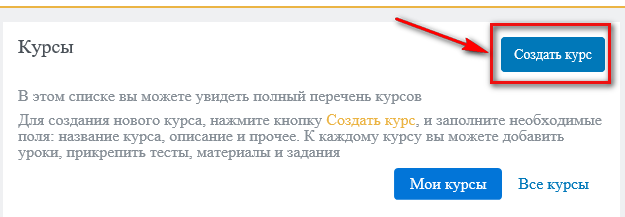 Курсы
Создать курс
В этом списке вы можете увидеть полный перечень курсов
Для создания нового курса, нажмите кнопку Создать курс, и заполните необходимые
поля: название курса, описание и прочее. К каждому курсу вы можете добавить
уроки, прикрепить тесты, материалы и задания
Мои курсы
Все курсы